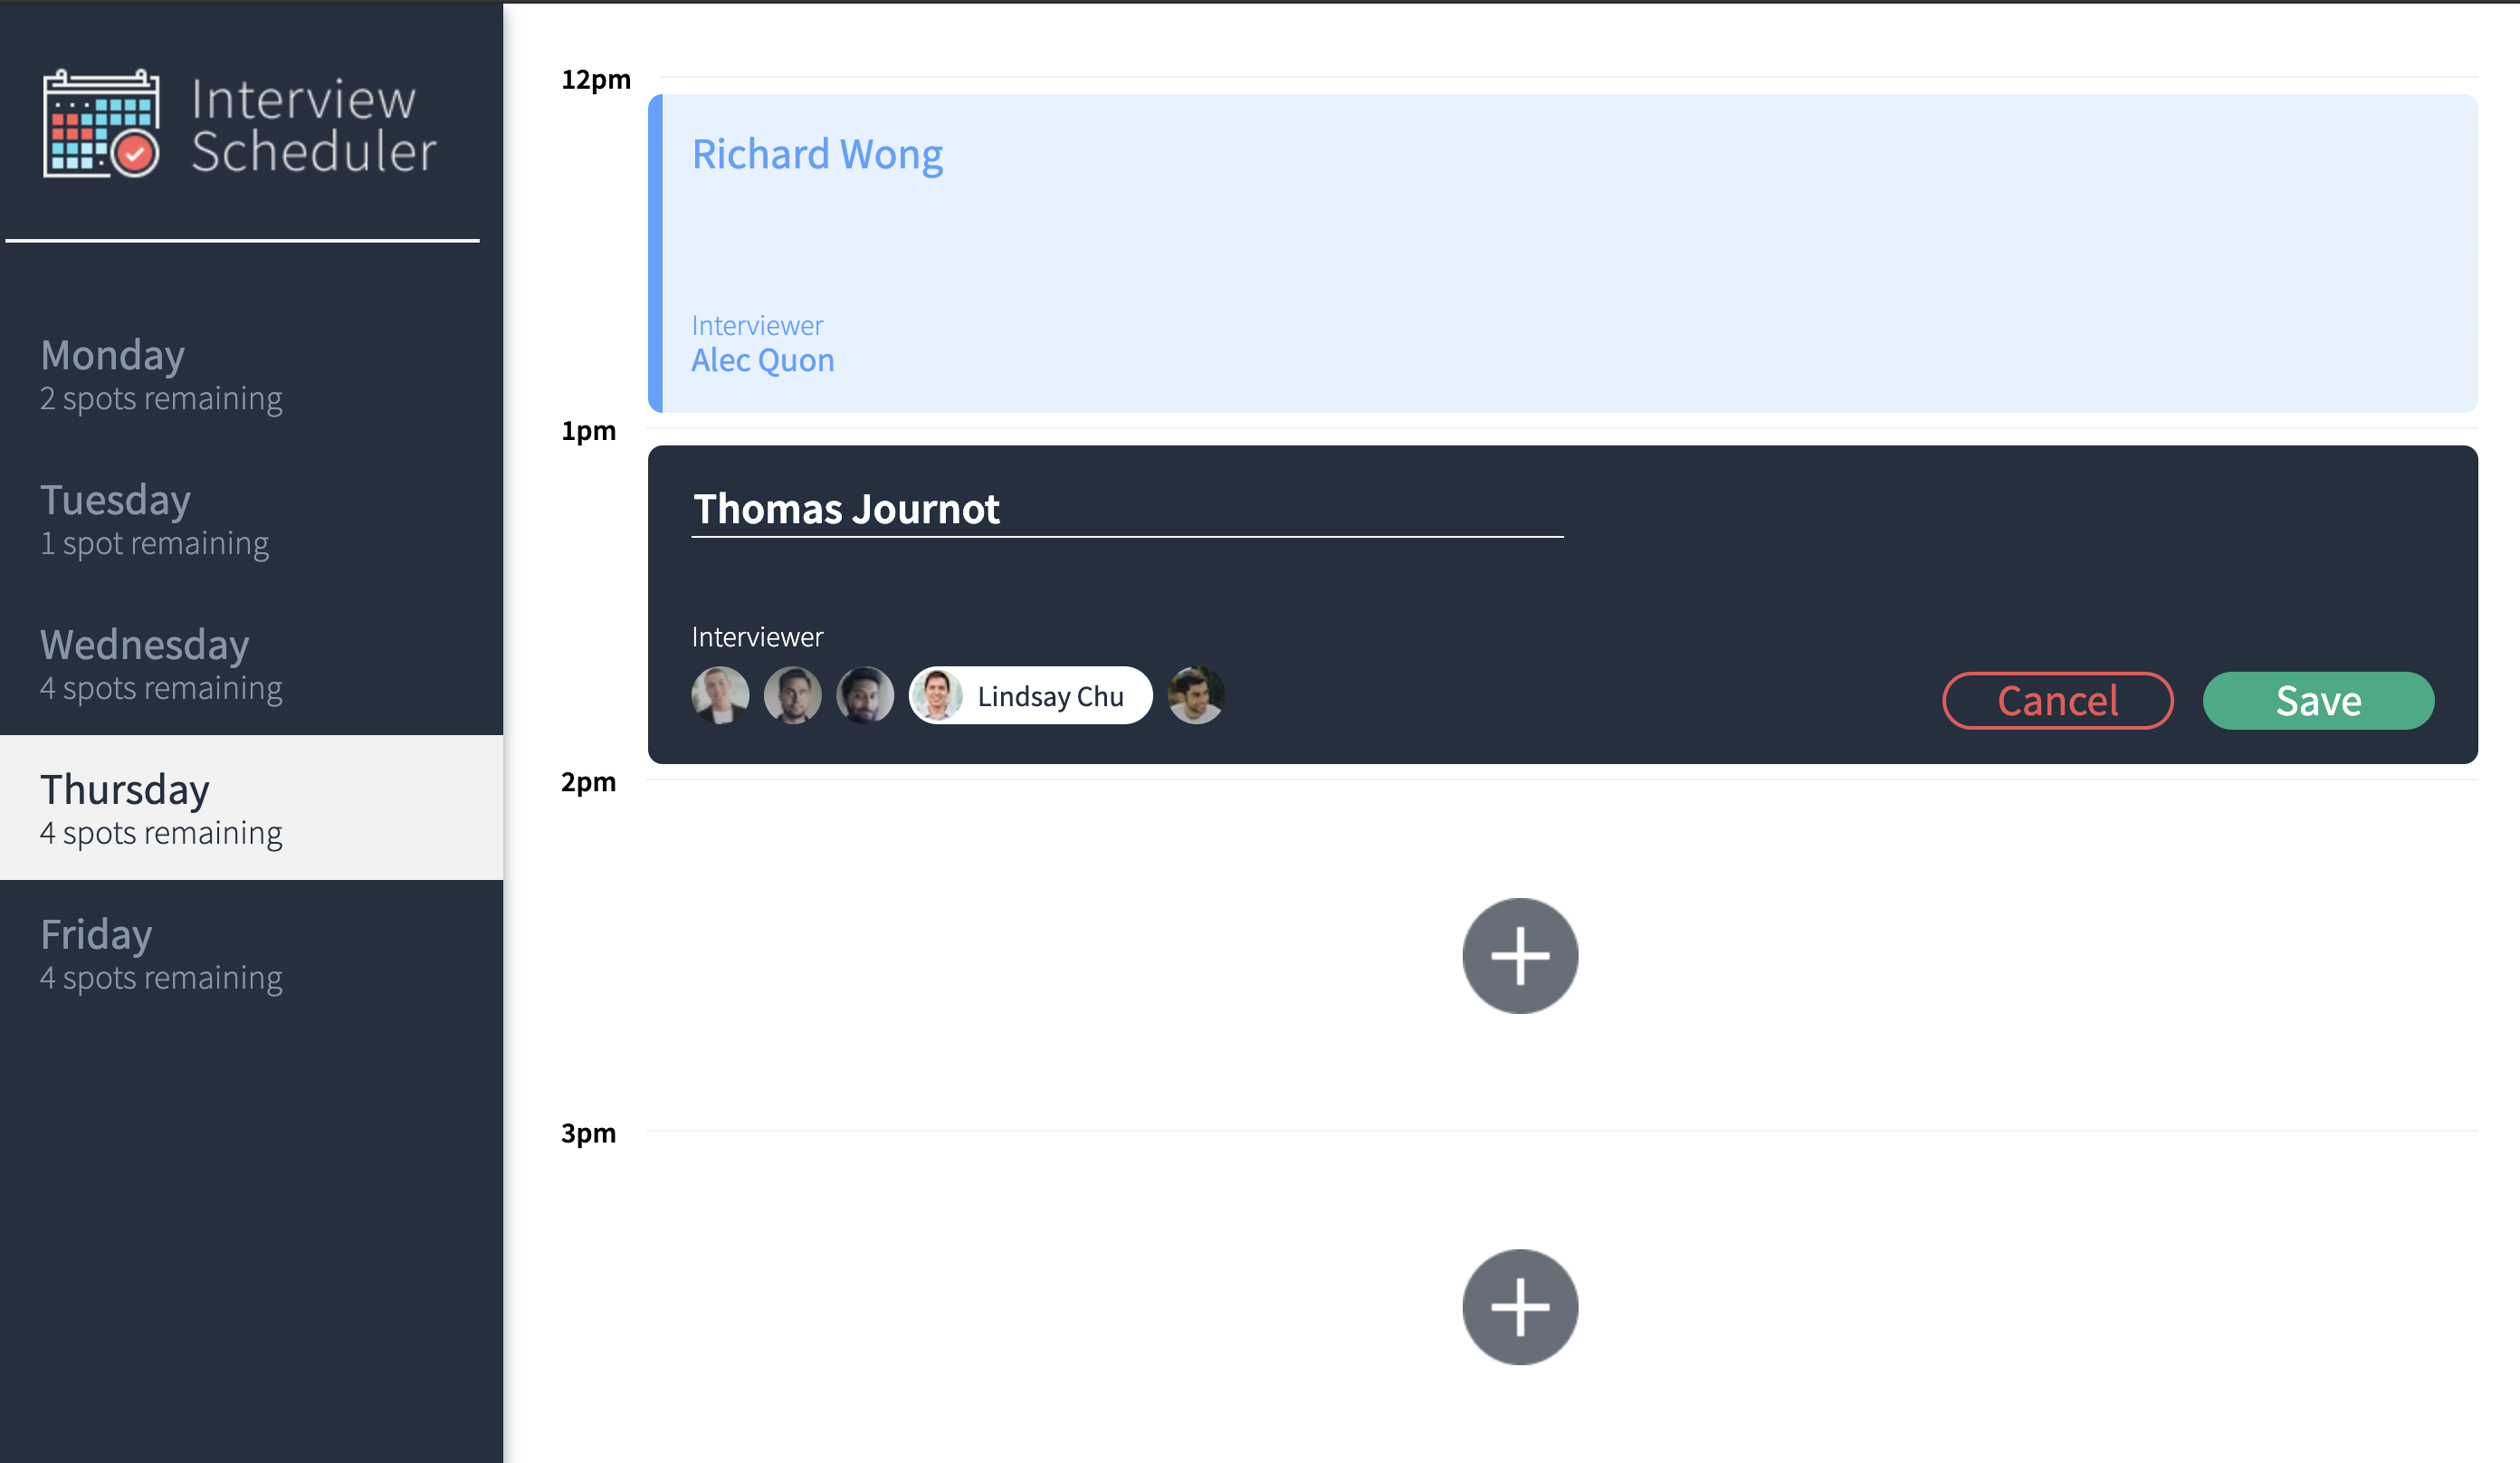 Interview
Scheduler
Monday
2 spots remaining
Tuesday
1 spot remaining
Wednesday
4 spots remaining
Thursday
4 spots remaining
Friday
4 spots remaining
12pm
Richard Wong
Interviewer
Alec Quon
1pm
Thomas Journot
Interviewer
Lindsay Chu
Cancel
Save
2pm
3pm